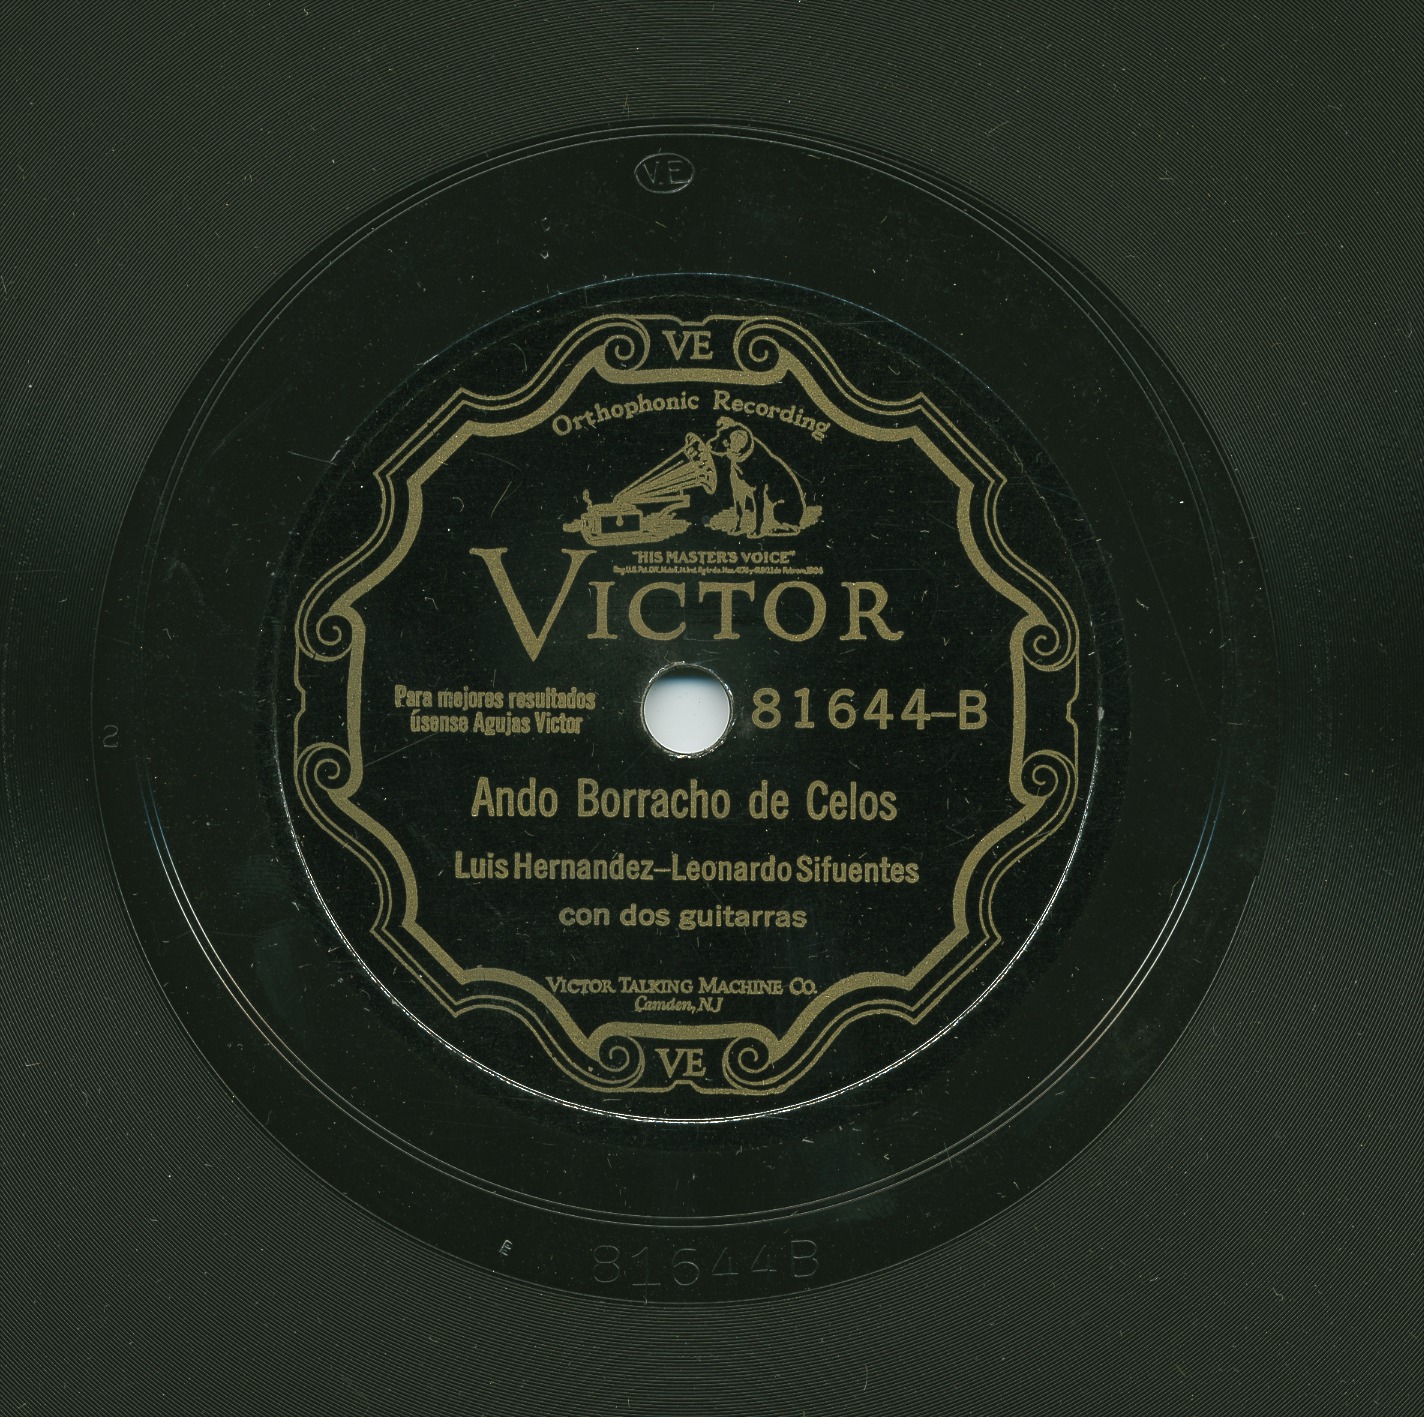 V.E
VE
Orthophonic Recording
"HIS MASTER'S VOICE"
VICTOR
Para mejores resultados
úsense Agujas Victor
81644-B
2
Ando Borracho de Celos
Luis Hernandez-Leonardo Sifuentes
con dos guitarras
VICTOR TALKING MACHINE CO.
Camden, NJ
VE
E
81644B